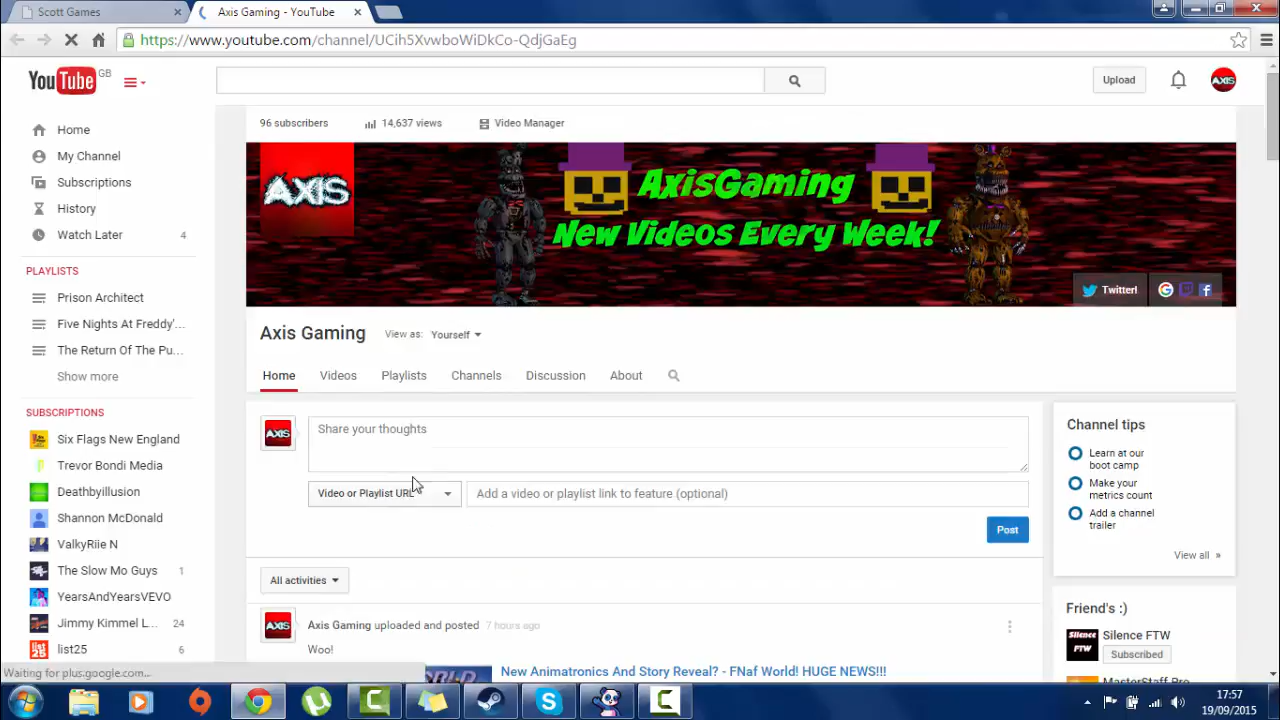 Scott Games
Axis Gaming - YouTube
https://www.youtube.com/channel/UCih5XvwboWiDkCo-QdjGaEg
YouTube GB
Upload
AXIS
Home
My Channel
Subscriptions
History
Watch Later 4
PLAYLISTS
Prison Architect
Five Nights At Freddy'...
The Return Of The Pu...
Show more
SUBSCRIPTIONS
Six Flags New England
Trevor Bondi Media
Deathbyillusion
Shannon McDonald
ValkyRiie N
The Slow Mo Guys 1
YearsAndYearsVEVO
Jimmy Kimmel L... 24
list25 6
96 subscribers
14,637 views
Video Manager
AXIS
AxisGaming
New Videos Every Week!
Twitter!
Axis Gaming
View as: Yourself
Home Videos Playlists Channels Discussion About
AXIS
Share your thoughts
Video or Playlist URL
Add a video or playlist link to feature (optional)
Post
All activities
AXIS
Axis Gaming uploaded and posted 7 hours ago
Woo!
New Animatronics And Story Reveal? - FNaf World! HUGE NEWS!!!
Channel tips
Learn at our
boot camp
Make your
metrics count
Add a channel
trailer
View all »
Friend's :)
Silence FTW
Silence
FTW
Subscribed
MasterStaff Pro
Waiting for plus.google.com...
17:57
19/09/2015